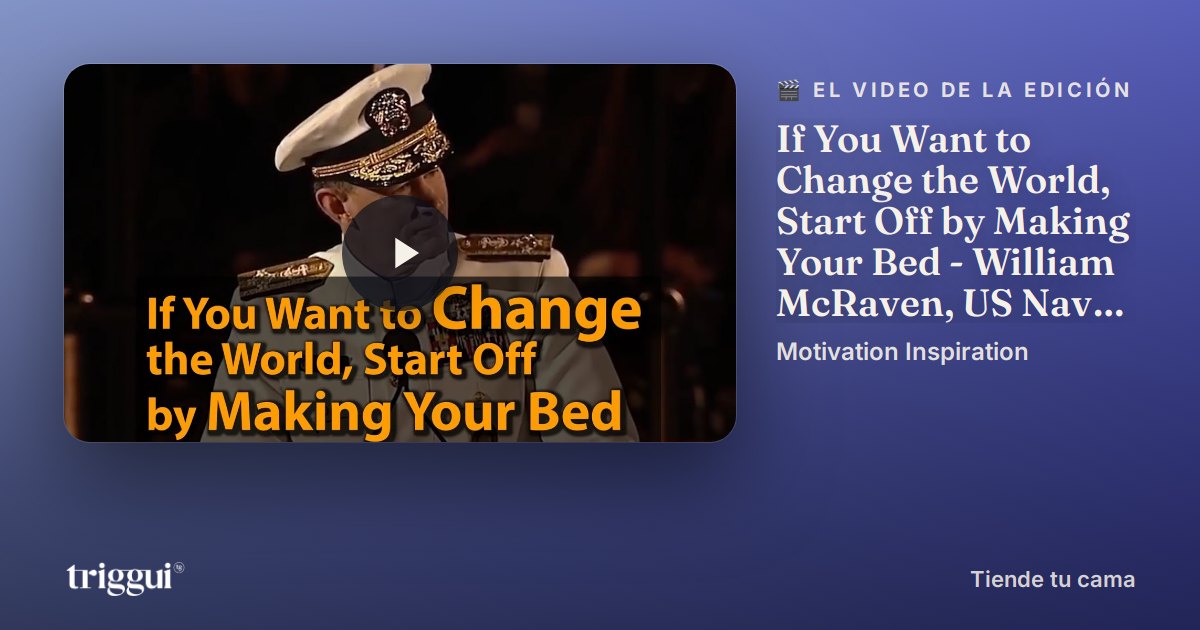 If You Want to Change
the World, Start Off
by Making Your Bed
🎬 EL VIDEO DE LA EDICIÓN
If You Want to
Change the World,
Start Off by Making
Your Bed - William
McRaven, US Nav...
Motivation Inspiration
triggui
Tiende tu cama